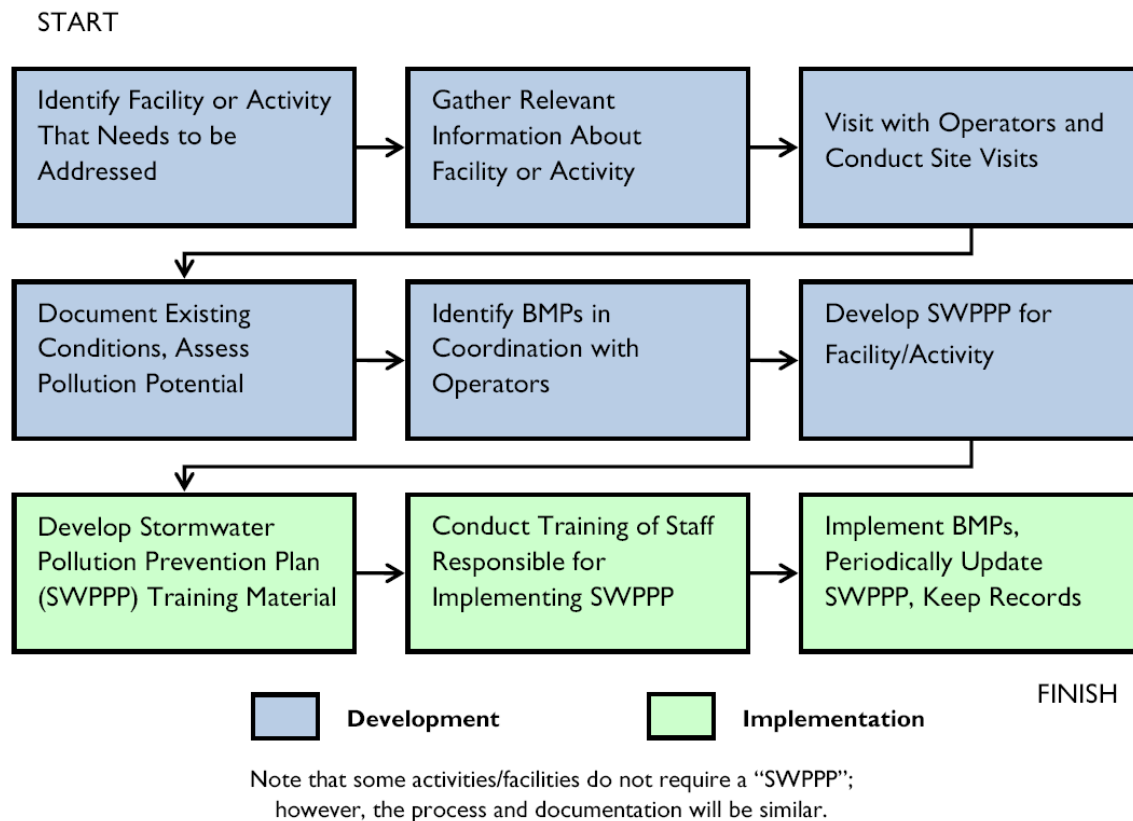 START
Identify Facility or Activity
That Needs to be
Addressed
Gather Relevant
Information About
Facility or Activity
Visit with Operators and
Conduct Site Visits
Document Existing
Conditions, Assess
Pollution Potential
Identify BMPs in
Coordination with
Operators
Develop SWPPP for
Facility/Activity
Develop Stormwater
Pollution Prevention Plan
(SWPPP) Training Material
Conduct Training of Staff
Responsible for
Implementing SWPPP
Implement BMPs,
Periodically Update
SWPPP, Keep Records
FINISH
Development
Implementation
Note that some activities/facilities do not require a “SWPPP”;
however, the process and documentation will be similar.